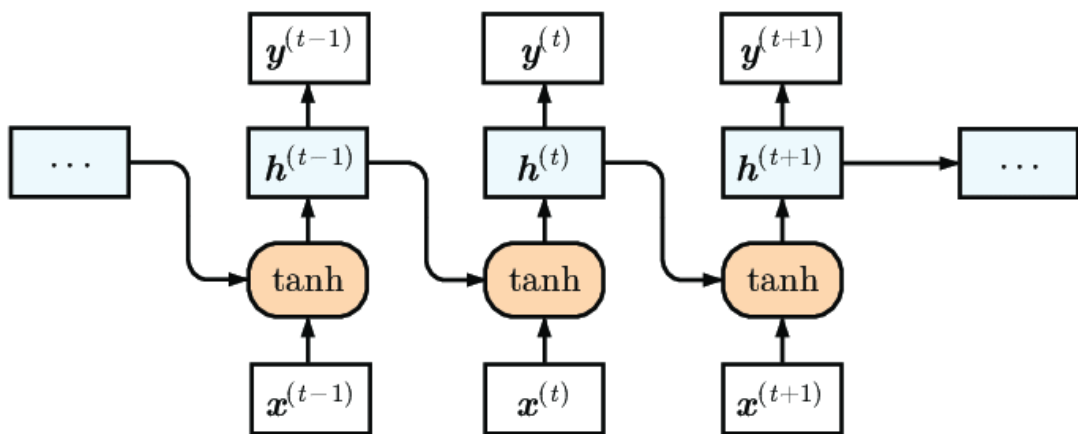 y^(t−1) y^(t) y^(t+1)
··· h^(t−1) h^(t) h^(t+1) ···
tanh tanh tanh
x^(t−1) x^(t) x^(t+1)